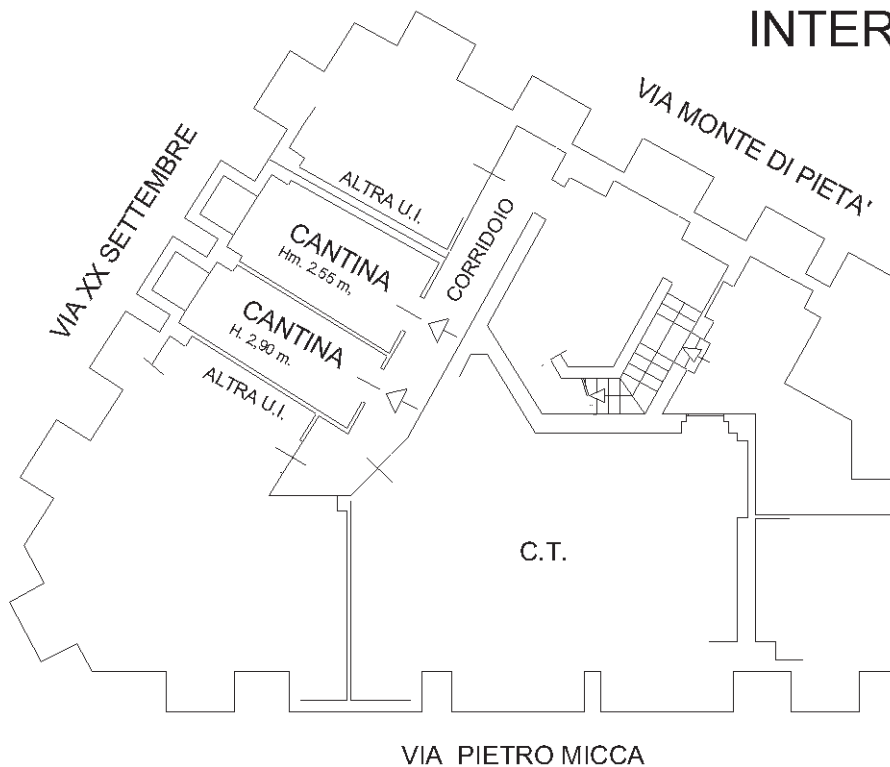 INTER
VIA MONTE DI PIETA'
VIA XX SETTEMBRE
ALTRA U.I.
CANTINA
Hm. 2.55 m,
CORRIDOIO
CANTINA
H. 2,90 m.
ALTRA U.I.
C.T.
VIA PIETRO MICCA